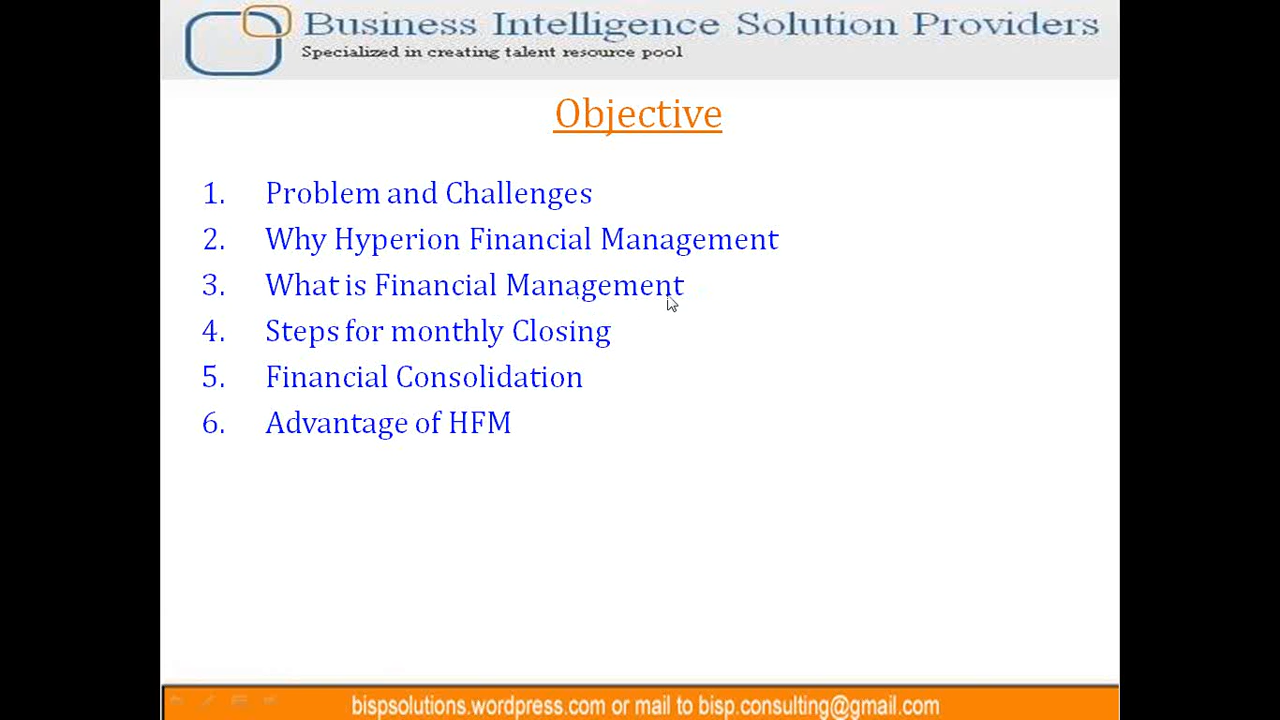 Business Intelligence Solution Providers
Specialized in creating talent resource pool
Objective
1. Problem and Challenges
2. Why Hyperion Financial Management
3. What is Financial Management
4. Steps for monthly Closing
5. Financial Consolidation
6. Advantage of HFM
bispsolutions.wordpress.com or mail to bisp.consulting@gmail.com